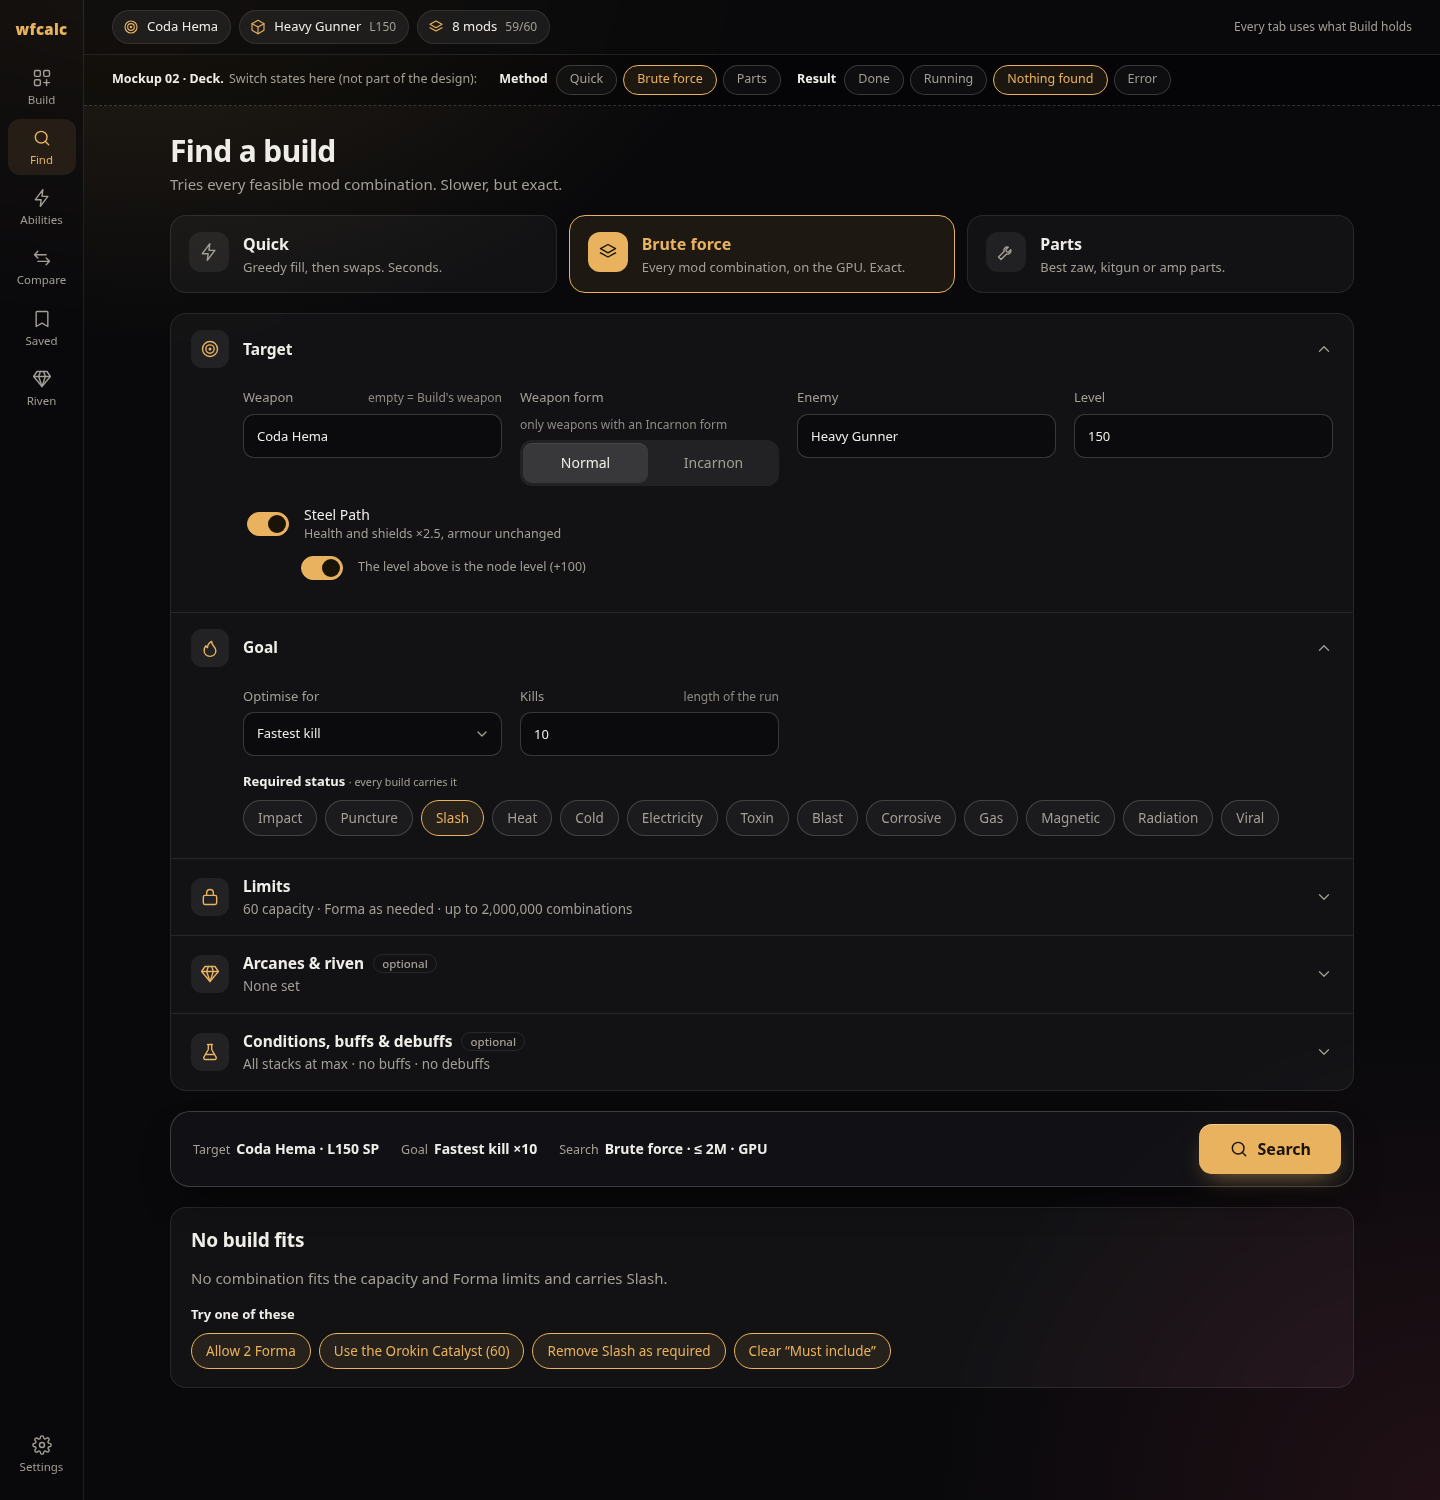 wfcalc
Coda Hema
Heavy Gunner L150
8 mods 59/60
Every tab uses what Build holds
Mockup 02 · Deck. Switch states here (not part of the design): Method Quick Brute force Parts Result Done Running Nothing found Error
Build
Find
Abilities
Compare
Saved
Riven
Settings
Find a build
Tries every feasible mod combination. Slower, but exact.
Quick
Greedy fill, then swaps. Seconds.
Brute force
Every mod combination, on the GPU. Exact.
Parts
Best zaw, kitgun or amp parts.
Target
Weapon empty = Build's weapon
Coda Hema
Weapon form
only weapons with an Incarnon form
Normal Incarnon
Enemy
Heavy Gunner
Level
150
Steel Path
Health and shields ×2.5, armour unchanged
The level above is the node level (+100)
Goal
Optimise for
Fastest kill
Kills length of the run
10
Required status · every build carries it
Impact Puncture Slash Heat Cold Electricity Toxin Blast Corrosive Gas Magnetic Radiation Viral
Limits
60 capacity · Forma as needed · up to 2,000,000 combinations
Arcanes & riven optional
None set
Conditions, buffs & debuffs optional
All stacks at max · no buffs · no debuffs
Target Coda Hema · L150 SP Goal Fastest kill ×10 Search Brute force · ≤ 2M · GPU
Search
No build fits
No combination fits the capacity and Forma limits and carries Slash.
Try one of these
Allow 2 Forma Use the Orokin Catalyst (60) Remove Slash as required Clear “Must include”